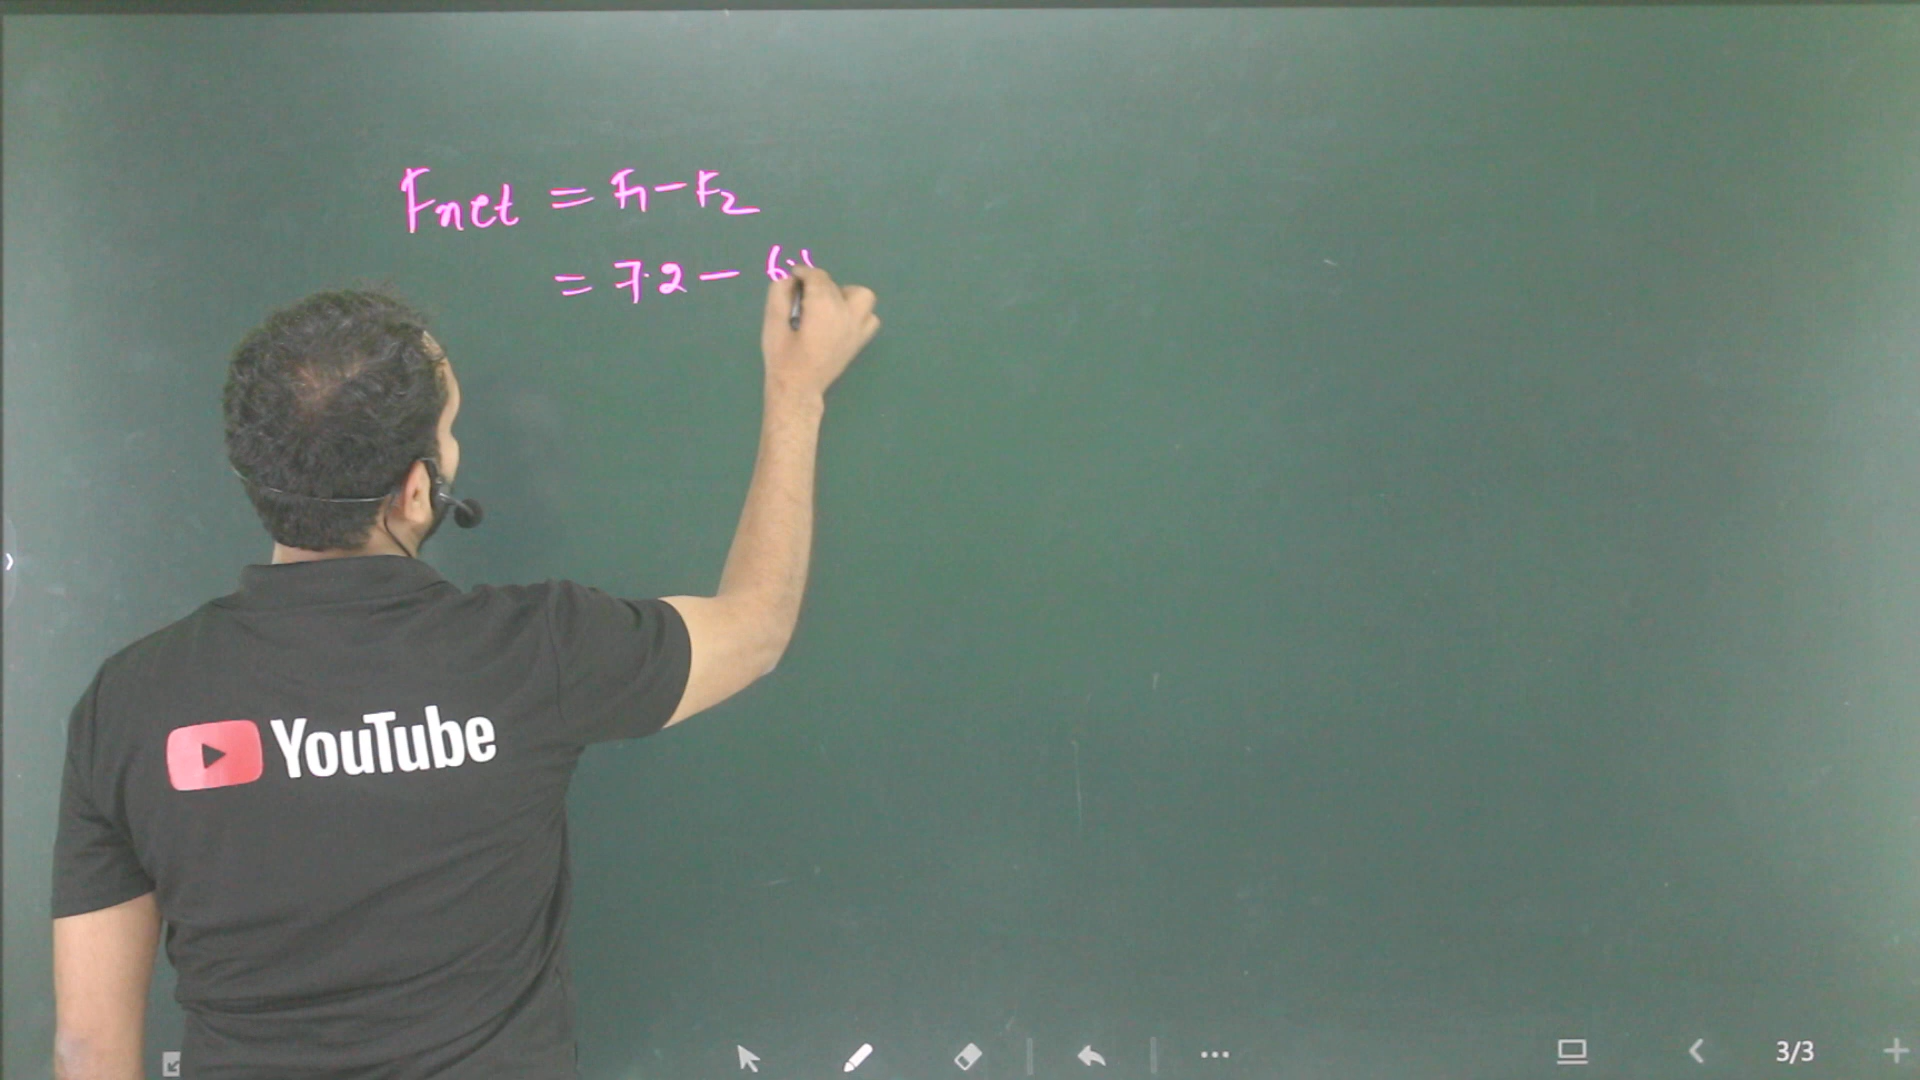 Fnet = F1 - F2
= 7.2 -
YouTube
3/3